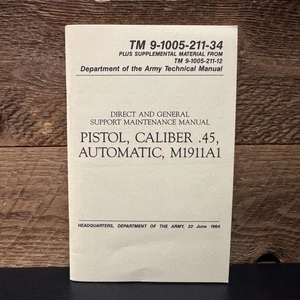 TM 9-1005-211-34
PLUS SUPPLEMENTAL MATERIAL FROM
TM 9-1005-211-12
Department of the Army Technical Manual
DIRECT AND GENERAL
SUPPORT MAINTENANCE MANUAL
PISTOL, CALIBER .45,
AUTOMATIC, M1911A1
HEADQUARTERS, DEPARTMENT OF THE ARMY, 22 June 1964